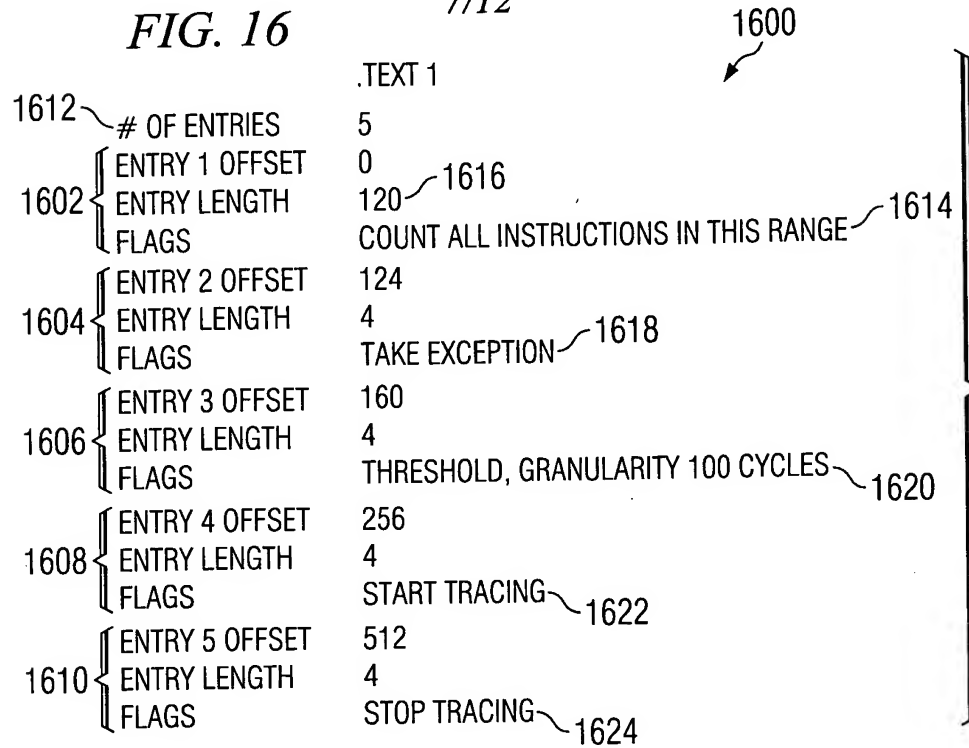 7/12
FIG. 16
1600
.TEXT 1
1612 # OF ENTRIES 5
ENTRY 1 OFFSET 0
1602 ENTRY LENGTH 120 1616
FLAGS COUNT ALL INSTRUCTIONS IN THIS RANGE 1614
ENTRY 2 OFFSET 124
1604 ENTRY LENGTH 4
FLAGS TAKE EXCEPTION 1618
ENTRY 3 OFFSET 160
1606 ENTRY LENGTH 4
FLAGS THRESHOLD, GRANULARITY 100 CYCLES 1620
ENTRY 4 OFFSET 256
1608 ENTRY LENGTH 4
FLAGS START TRACING 1622
ENTRY 5 OFFSET 512
1610 ENTRY LENGTH 4
FLAGS STOP TRACING 1624